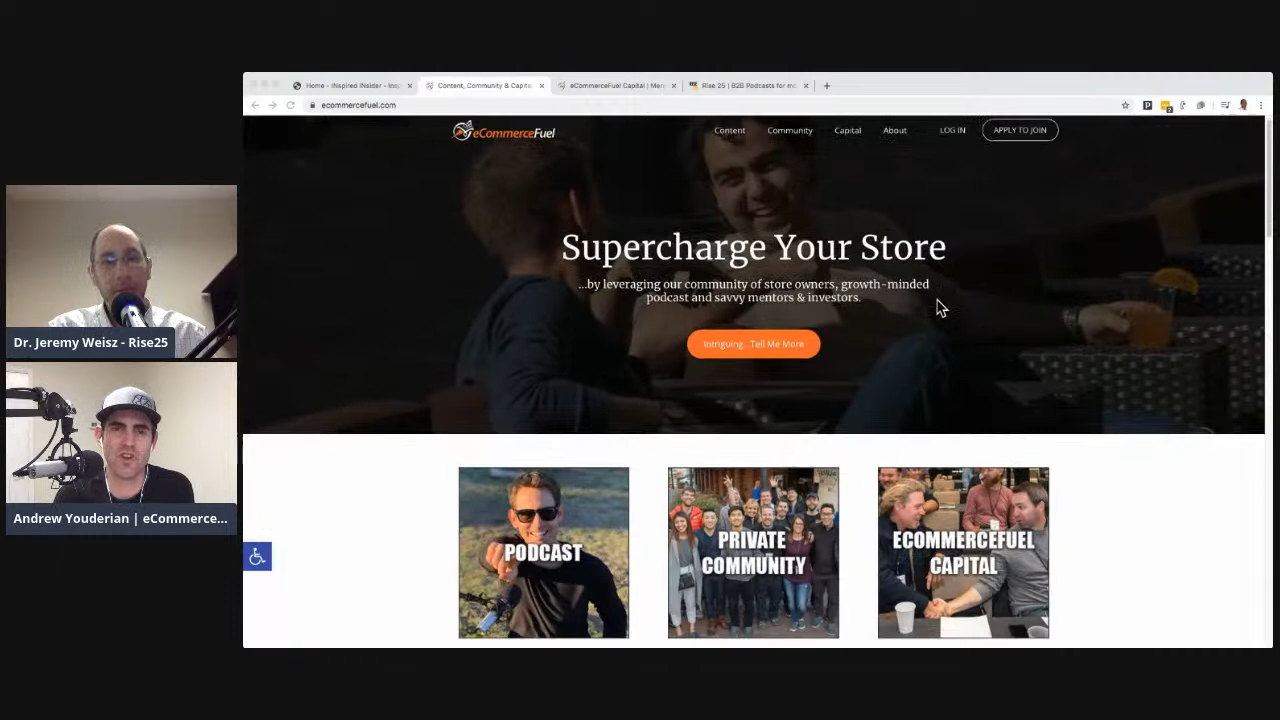 Home - iNspired iNsider - Insp
Content, Community & Capita
eCommerceFuel Capital | Men
Rise 25 | B2B Podcasts for mo
ecommercefuel.com
eCommerceFuel
Content
Community
Capital
About
LOG IN
APPLY TO JOIN
Supercharge Your Store
...by leveraging our community of store owners, growth-minded
podcast and savvy mentors & investors.
Intriguing...Tell Me More
Dr. Jeremy Weisz - Rise25
Andrew Youderian | eCommerce...
PODCAST
PRIVATE
COMMUNITY
ECOMMERCEFUEL
CAPITAL